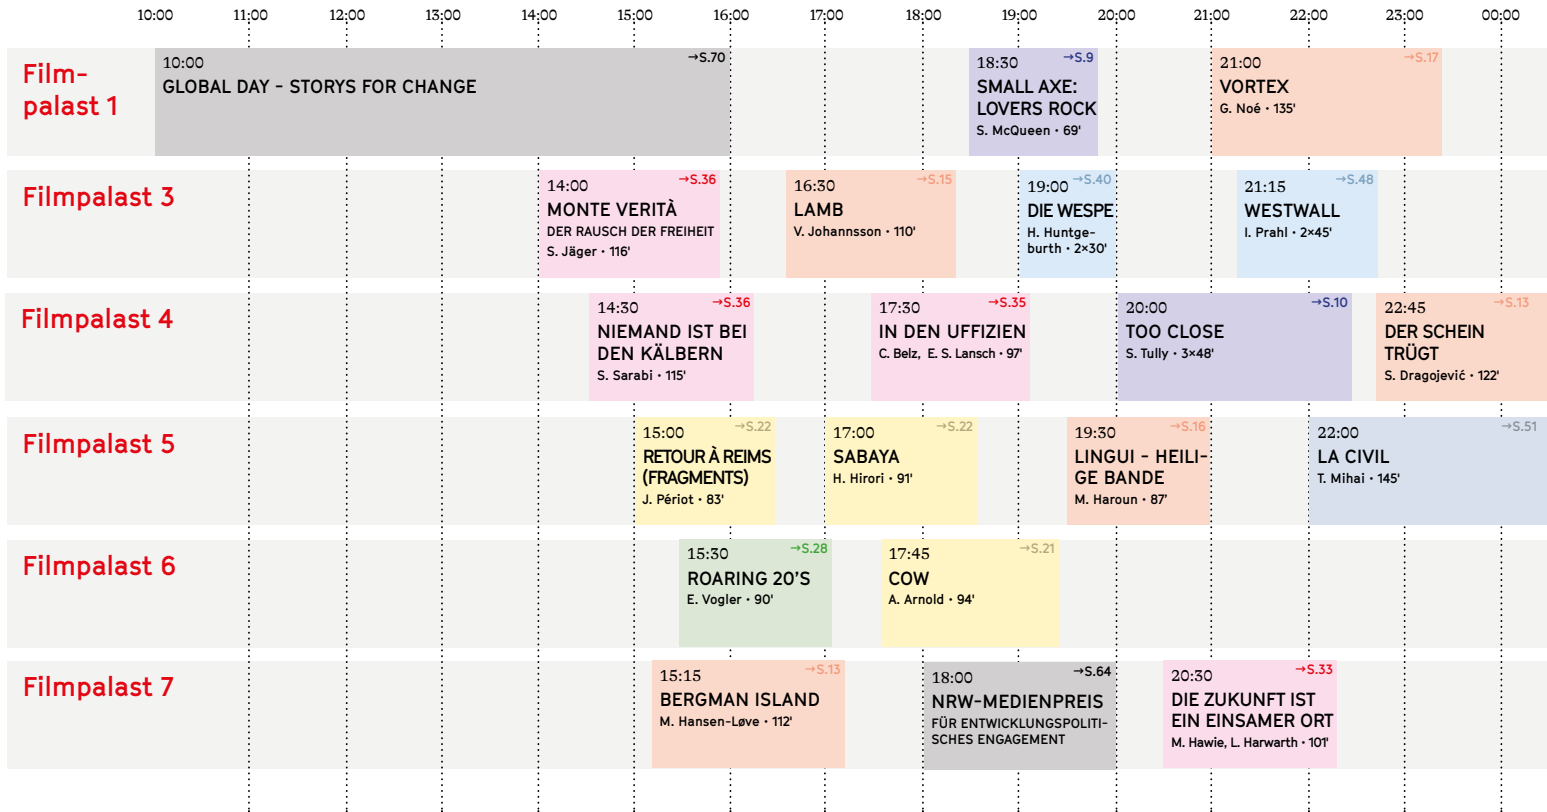 10:00 11:00 12:00 13:00 14:00 15:00 16:00 17:00 18:00 19:00 20:00 21:00 22:00 23:00 00:00
Film-
palast 1
10:00 →S.70
GLOBAL DAY – STORYS FOR CHANGE
18:30 →S.9
SMALL AXE:
LOVERS ROCK
S. McQueen • 69'
21:00 →S.17
VORTEX
G. Noé • 135'
Filmpalast 3
14:00 →S.36
MONTE VERITÀ
DER RAUSCH DER FREIHEIT
S. Jäger • 116'
16:30 →S.15
LAMB
V. Johannsson • 110'
19:00 →S.40
DIE WESPE
H. Huntge-
burth • 2×30'
21:15 →S.48
WESTWALL
I. Prahl • 2×45'
Filmpalast 4
14:30 →S.36
NIEMAND IST BEI
DEN KÄLBERN
S. Sarabi • 115'
17:30 →S.35
IN DEN UFFIZIEN
C. Belz, E. S. Lansch • 97'
20:00 →S.10
TOO CLOSE
S. Tully • 3×48'
22:45 →S.13
DER SCHEIN
TRÜGT
S. Dragojević • 122'
Filmpalast 5
15:00 →S.22
RETOUR À REIMS
(FRAGMENTS)
J. Périot • 83'
17:00 →S.22
SABAYA
H. Hirori • 91'
19:30 →S.16
LINGUI – HEILI-
GE BANDE
M. Haroun • 87’
22:00 →S.51
LA CIVIL
T. Mihai • 145'
Filmpalast 6
15:30 →S.28
ROARING 20’S
E. Vogler • 90'
17:45 →S.21
COW
A. Arnold • 94'
Filmpalast 7
15:15 →S.13
BERGMAN ISLAND
M. Hansen-Løve • 112'
18:00 →S.64
NRW-MEDIENPREIS
FÜR ENTWICKLUNGSPOLITI-
SCHES ENGAGEMENT
20:30 →S.33
DIE ZUKUNFT IST
EIN EINSAMER ORT
M. Hawie, L. Harwarth • 101'